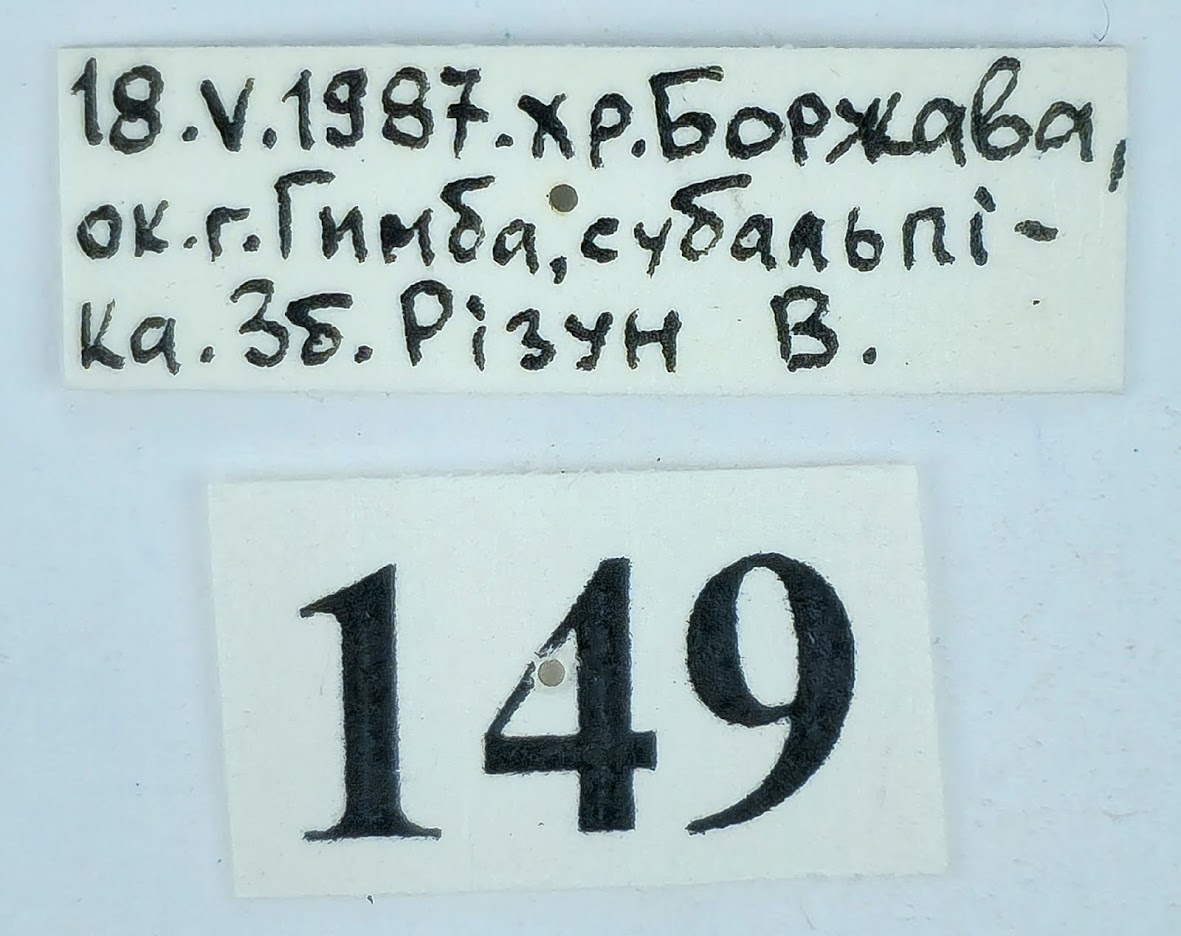 18.V.1987.хр.Боржава,
ок.г.Гимба,субальпі-
ка. Зб. Різун В.
149